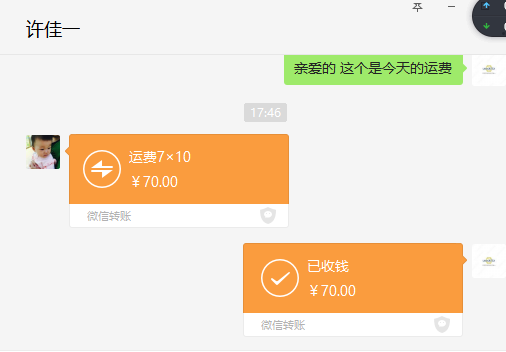 许佳一
亲爱的 这个是今天的运费
17:46
运费7×10
￥70.00
微信转账
已收钱
￥70.00
微信转账